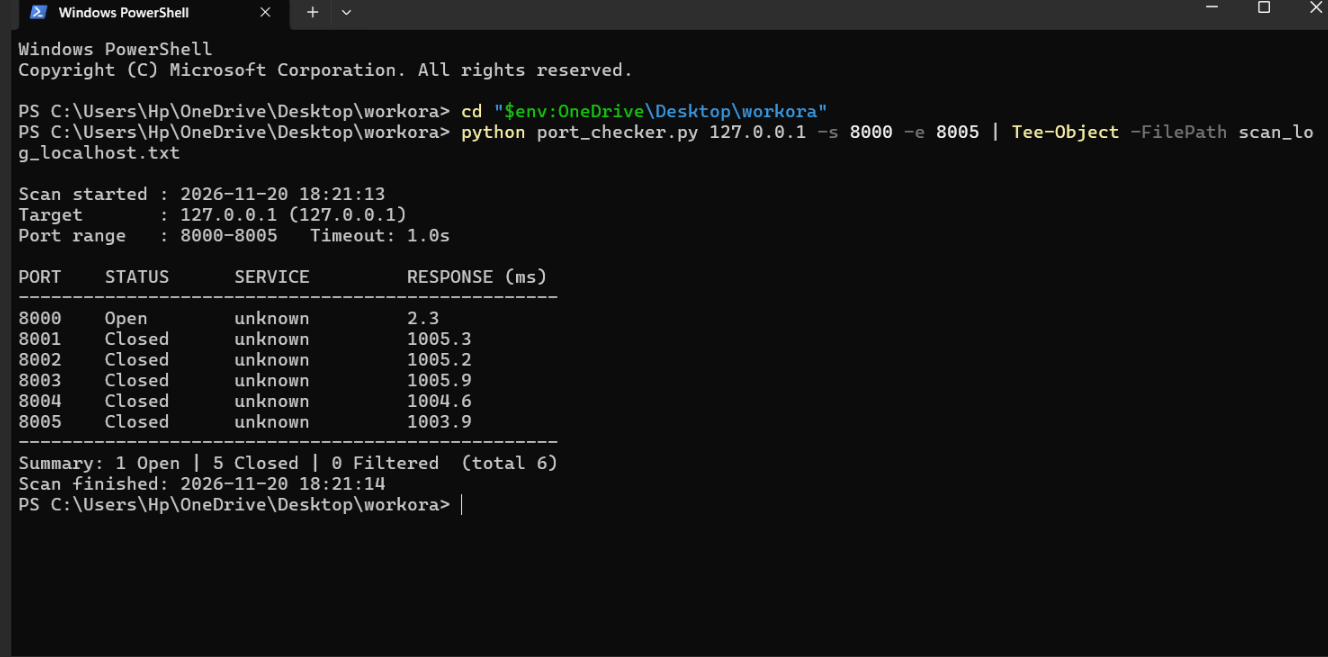 Windows PowerShell
Windows PowerShell
Copyright (C) Microsoft Corporation. All rights reserved.
PS C:\Users\Hp\OneDrive\Desktop\workora> cd "$env:OneDrive\Desktop\workora"
PS C:\Users\Hp\OneDrive\Desktop\workora> python port_checker.py 127.0.0.1 -s 8000 -e 8005 | Tee-Object -FilePath scan_lo
g_localhost.txt
Scan started : 2026-11-20 18:21:13
Target       : 127.0.0.1 (127.0.0.1)
Port range   : 8000-8005   Timeout: 1.0s
PORT    STATUS      SERVICE         RESPONSE (ms)
--------------------------------------------------
8000    Open        unknown         2.3
8001    Closed      unknown         1005.3
8002    Closed      unknown         1005.2
8003    Closed      unknown         1005.9
8004    Closed      unknown         1004.6
8005    Closed      unknown         1003.9
--------------------------------------------------
Summary: 1 Open | 5 Closed | 0 Filtered  (total 6)
Scan finished: 2026-11-20 18:21:14
PS C:\Users\Hp\OneDrive\Desktop\workora>